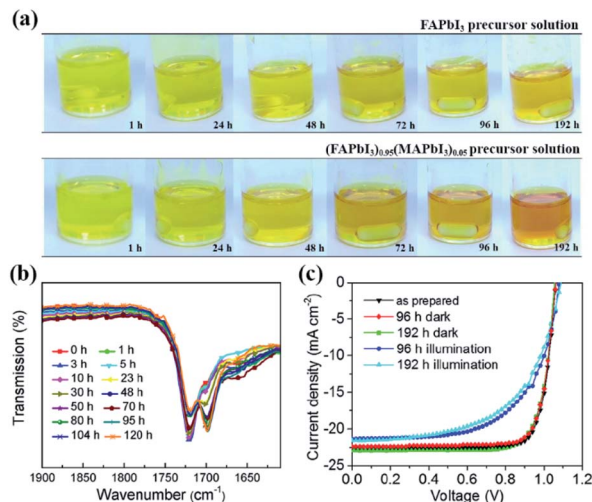 (a)
FAPbI₃ precursor solution
1 h 24 h 48 h 72 h 96 h 192 h
(FAPbI₃)₀.₉₅(MAPbI₃)₀.₀₅ precursor solution
1 h 24 h 48 h 72 h 96 h 192 h
(b)
Transmission (%)
0 h 1 h
3 h 5 h
10 h 23 h
30 h 48 h
50 h 70 h
80 h 95 h
104 h 120 h
1900 1800 1700
Wavenumber (cm⁻¹)
(c)
Current density (mA cm⁻²)
0
-5
-10
-15
-20
-25
as prepared
96 h dark
192 h dark
96 h illumination
192 h illumination
0.0 0.2 0.4 0.6 0.8 1.0 1.2
Voltage (V)